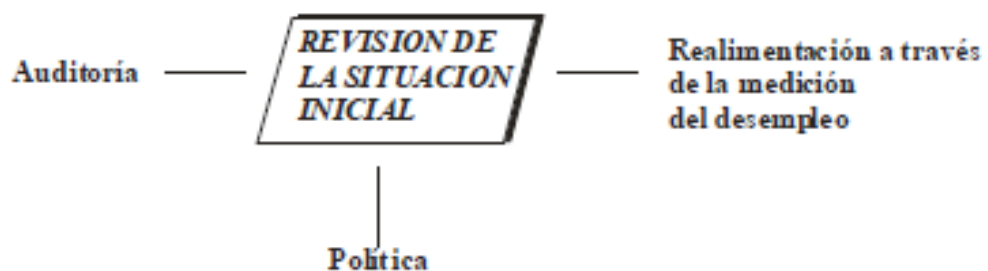 Auditoría
REVISION DE
LA SITUACION
INICIAL
Realimentación a través
de la medición
del desempleo
Política